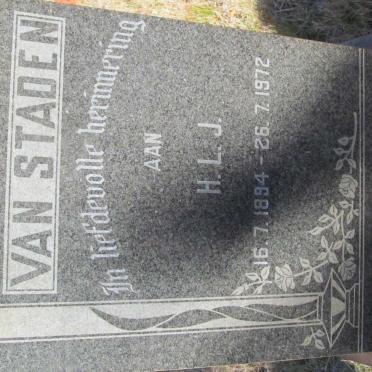 VAN STADEN
In liefdevolle herinnering
AAN
H. L. J.
16.7.1894 – 26.7.1972